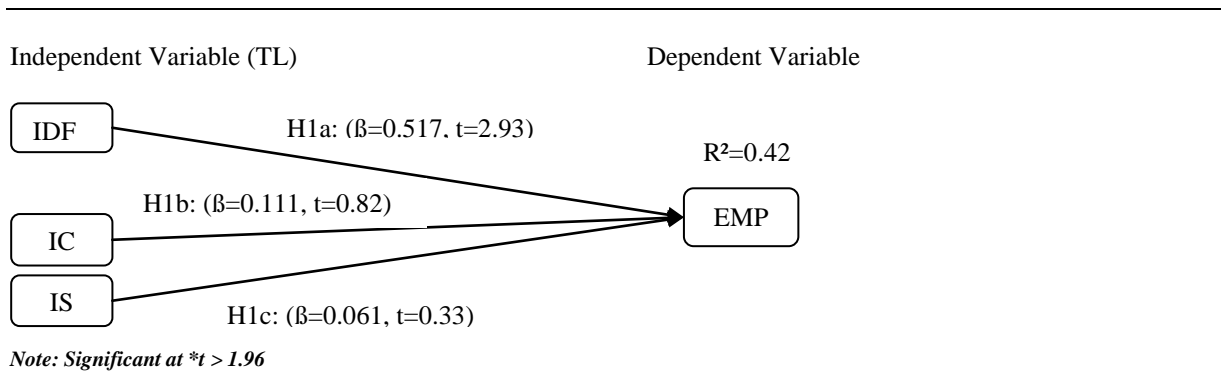 Independent Variable (TL) Dependent Variable
IDF
H1a: (ß=0.517, t=2.93)
R²=0.42
H1b: (ß=0.111, t=0.82)
EMP
IC
IS
H1c: (ß=0.061, t=0.33)
Note: Significant at *t > 1.96